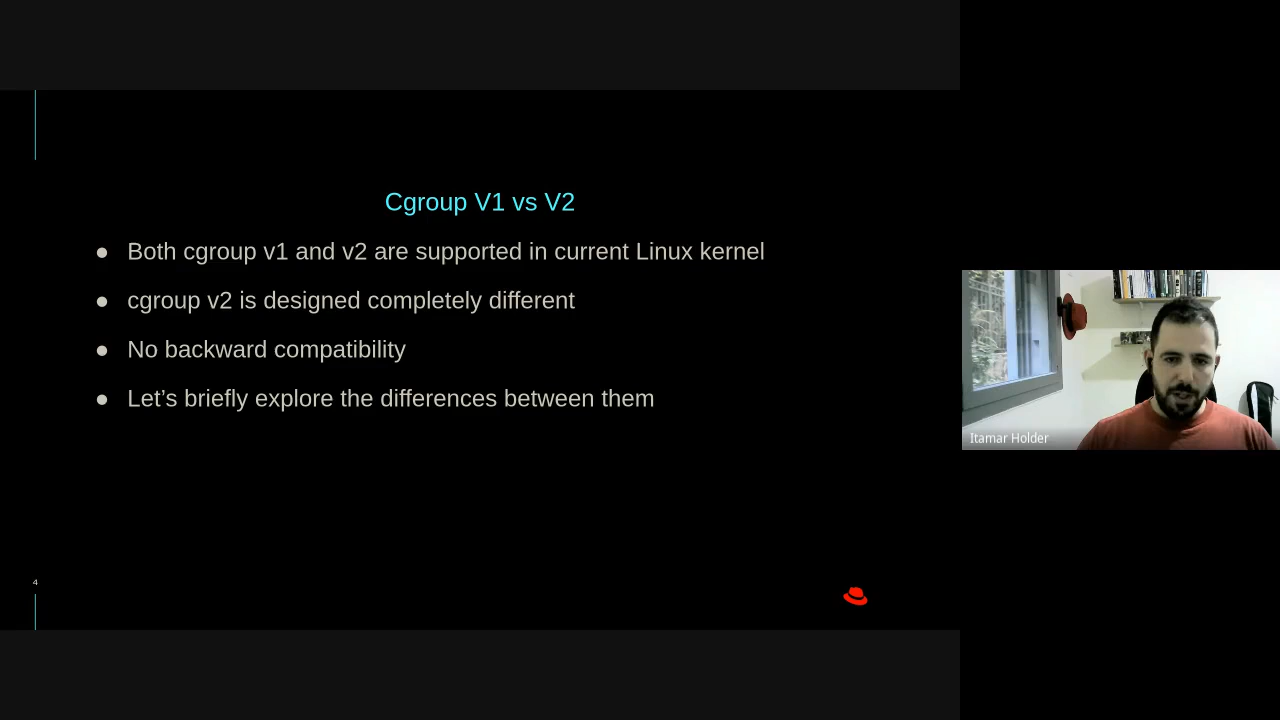 Cgroup V1 vs V2
● Both cgroup v1 and v2 are supported in current Linux kernel
● cgroup v2 is designed completely different
● No backward compatibility
● Let’s briefly explore the differences between them
Itamar Holder
4